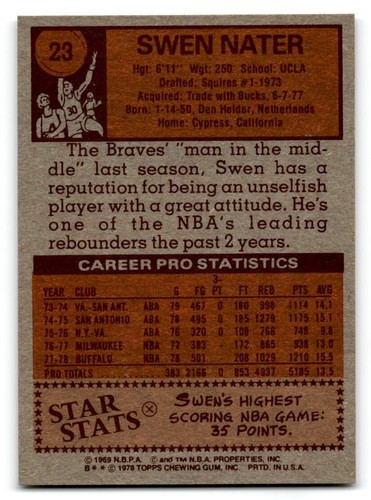 23
SWEN NATER
Hgt: 6'11" Wgt: 250 School: UCLA
Drafted: Squires #1-1973
Acquired: Trade with Bucks, 6-7-77
Born: 1-14-50, Den Helder, Netherlands
Home: Cypress, California
30
The Braves' "man in the mid-
dle" last season, Swen has a
reputation for being an unselfish
player with a great attitude. He's
one of the NBA's leading
rebounders the past 2 years.
CAREER PRO STATISTICS
3-
YEAR CLUB G FG PT FT REB PTS AVG
73-74 VA.-SAN ANT. ABA 79 467 0 180 998 1114 14.1
74-75 SAN ANTONIO ABA 78 495 0 185 1279 1175 15.1
75-76 N.Y.-VA. ABA 76 320 0 748 9.8
76-77 MILWAUKEE NBA 72 383 0 172 865 938 13.0
77-78 BUFFALO NBA 78 501 0 208 1029 1210 15.5
PRO TOTALS 383 2166 0 853 4937 5185 13.5
STAR
STATS
SWEN'S HIGHEST
SCORING NBA GAME:
35 POINTS.
© 1969 N.B.P.A. © and ™ N.B.A. PROPERTIES, INC.
B * * © 1978 TOPPS CHEWING GUM, INC. PRTD. IN U.S.A.